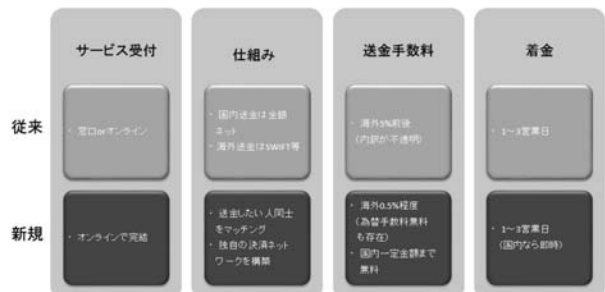 サービス受付
仕組み
送金手数料
着金
従来
・ 窓口orオンライン
・ 国内送金は全銀
ネット
・ 海外送金はSWIFT等
・ 海外5%前後
(内訳が不透明)
・ 1～3営業日
新規
・ オンラインで完結
・ 送金したい人同士
をマッチング
・ 独自の決済ネット
ワークを構築
・ 海外0.5%程度
(為替手数料無料
も存在)
・ 国内一定金額まで
無料
・ 1～3営業日
(国内なら即時)